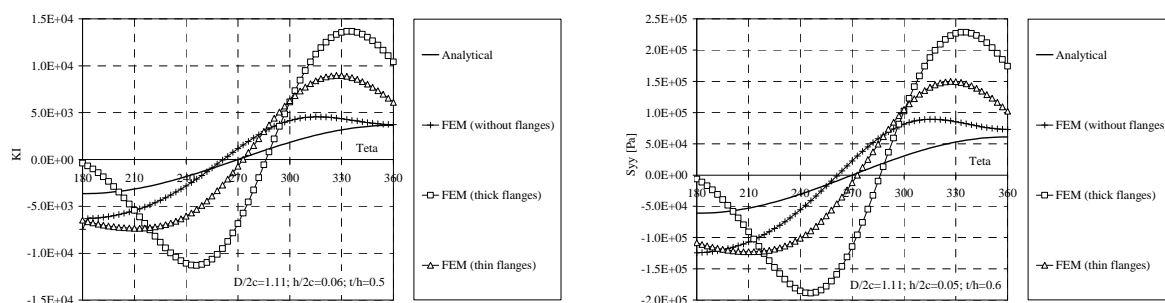 1.5E+04
1.0E+04
5.0E+03
0.0E+00
-5.0E+03
-1.0E+04
-1.5E+04
KI
180 210 240 270 300 330 360
Teta
D/2c=1.11; h/2c=0.06; t/h=0.5
Analytical
FEM (without flanges)
FEM (thick flanges)
FEM (thin flanges)
2.5E+05
2.0E+05
1.5E+05
1.0E+05
5.0E+04
0.0E+00
-5.0E+04
-1.0E+05
-1.5E+05
-2.0E+05
Syy [Pa]
180 210 240 270 300 330 360
Teta
D/2c=1.11; h/2c=0.05; t/h=0.6
Analytical
FEM (without flanges)
FEM (thick flanges)
FEM (thin flanges)